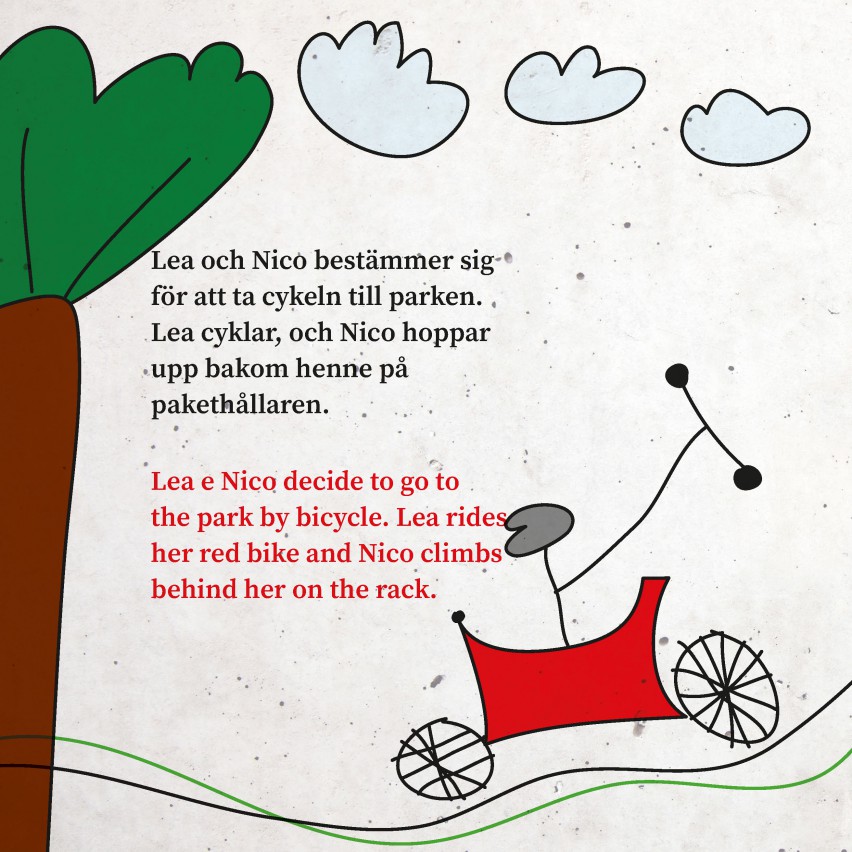 Lea och Nico bestämmer sig
för att ta cykeln till parken.
Lea cyklar, och Nico hoppar
upp bakom henne på
pakethållaren.
Lea e Nico decide to go to
the park by bicycle. Lea rides
her red bike and Nico climbs
behind her on the rack.